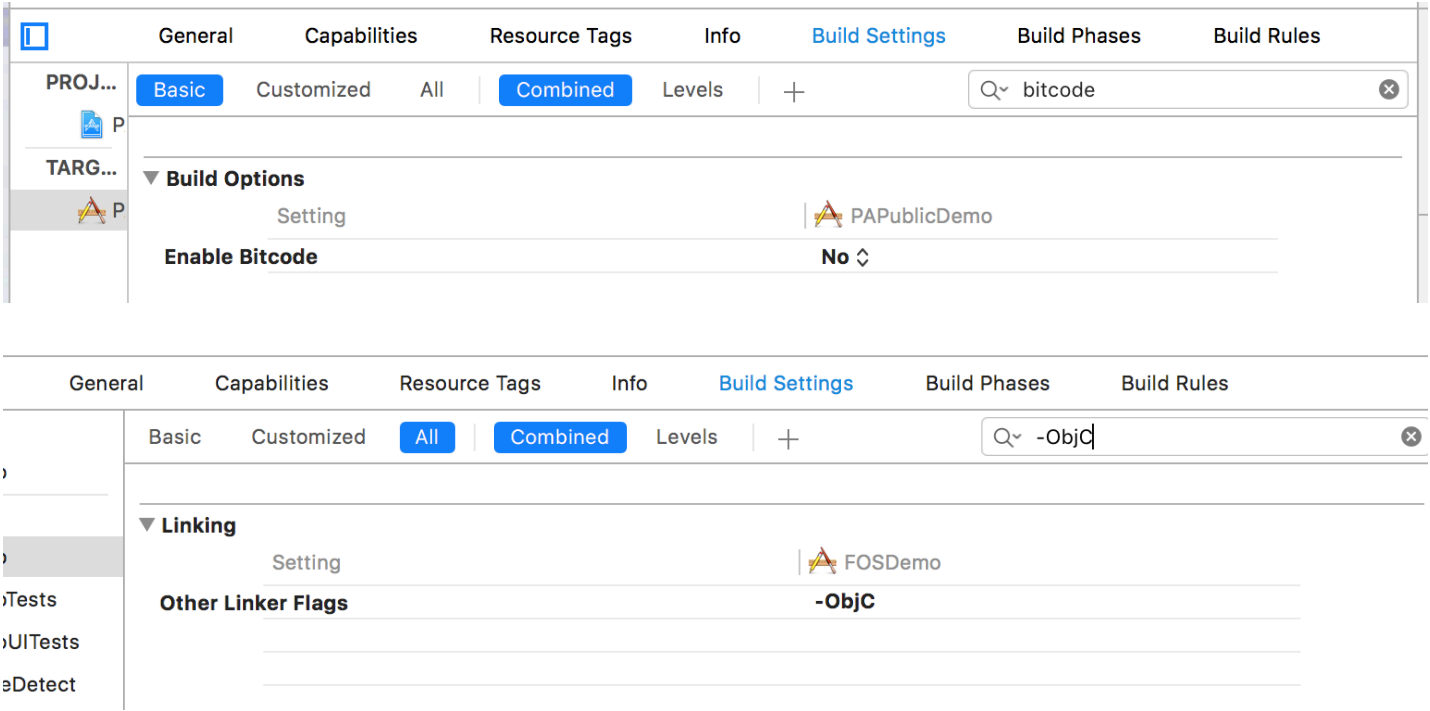 General Capabilities Resource Tags Info Build Settings Build Phases Build Rules
PROJ...
Basic Customized All Combined Levels + bitcode
P
TARG...
Build Options
P
Setting PAPublicDemo
Enable Bitcode No
General Capabilities Resource Tags Info Build Settings Build Phases Build Rules
Basic Customized All Combined Levels + -ObjC
Linking
Setting FOSDemo
Other Linker Flags -ObjC
oTests
oUITests
eDetect